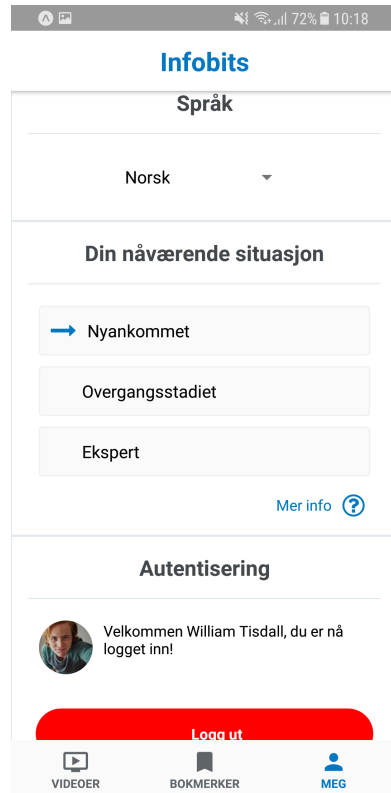 72% 10:18
Infobits
Språk
Norsk
Din nåværende situasjon
Nyankommet
Overgangsstadiet
Ekspert
Mer info ?
Autentisering
Velkommen William Tisdall, du er nå
logget inn!
Logg ut
VIDEOER BOKMERKER MEG